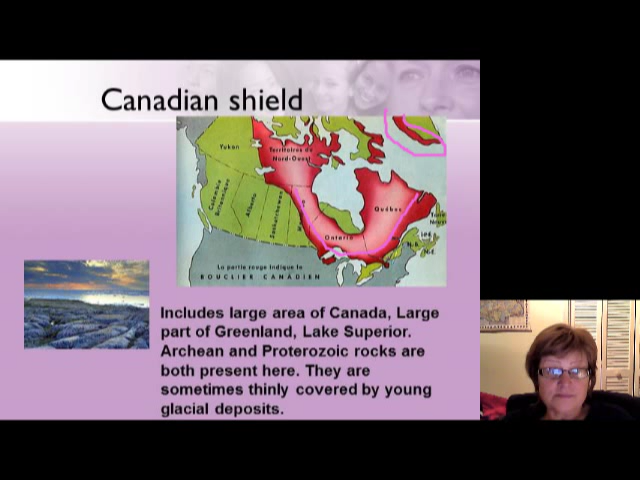 Canadian shield
Yukon
Territoires du
Nord-Ouest
Colombie
Britannique
Alberta
Saskatchewan
Québec
Ontario
La partie rouge indique le
BOUCLIER CANADIEN
Includes large area of Canada, Large
part of Greenland, Lake Superior.
Archean and Proterozoic rocks are
both present here. They are
sometimes thinly covered by young
glacial deposits.